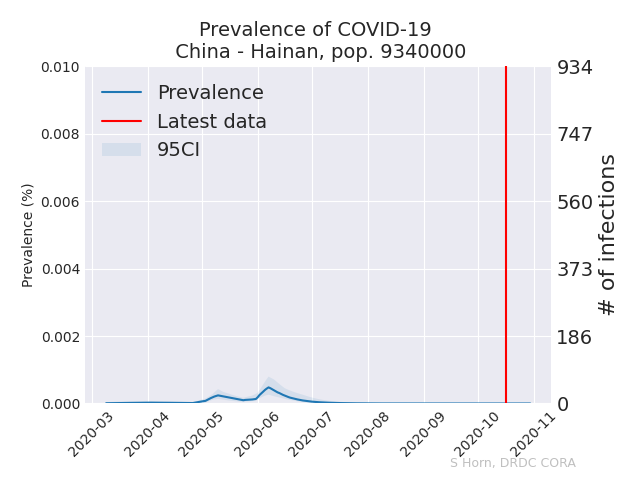 Prevalence of COVID-19
China - Hainan, pop. 9340000
Prevalence
Latest data
95CI
Prevalence (%)
0.010
0.008
0.006
0.004
0.002
0.000
934
747
560
373
186
0
# of infections
2020-03
2020-04
2020-05
2020-06
2020-07
2020-08
2020-09
2020-10
2020-11
S Horn, DRDC CORA